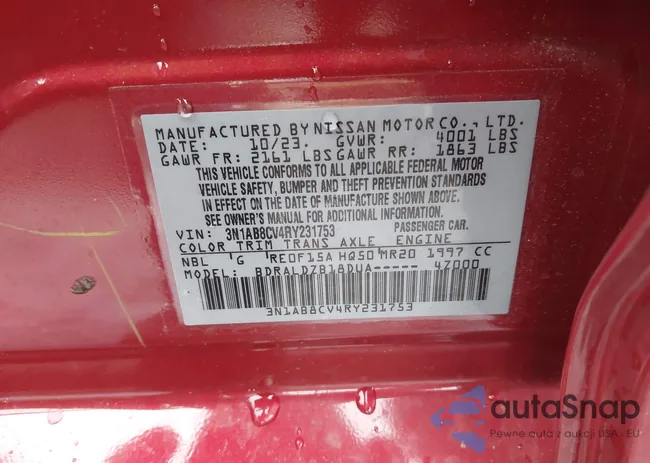 MANUFACTURED BY NISSAN MOTOR CO., LTD.
DATE: 10/23. GVWR: 4001 LBS
GAWR FR: 2161 LBS GAWR RR: 1863 LBS
THIS VEHICLE CONFORMS TO ALL APPLICABLE FEDERAL MOTOR
VEHICLE SAFETY, BUMPER AND THEFT PREVENTION STANDARDS
IN EFFECT ON THE DATE OF MANUFACTURE SHOWN ABOVE.
SEE OWNER'S MANUAL FOR ADDITIONAL INFORMATION.
VIN: 3N1AB8CV4RY231753 PASSENGER CAR.
COLOR TRIM TRANS AXLE ENGINE
NBL G RE0F15A HQ50 MR20 1997 CC
MODEL: BDRALDZB18DUA----- 4Z000
3N1AB8CV4RY231753
autaSnap
Pewne auta z aukcji USA - EU